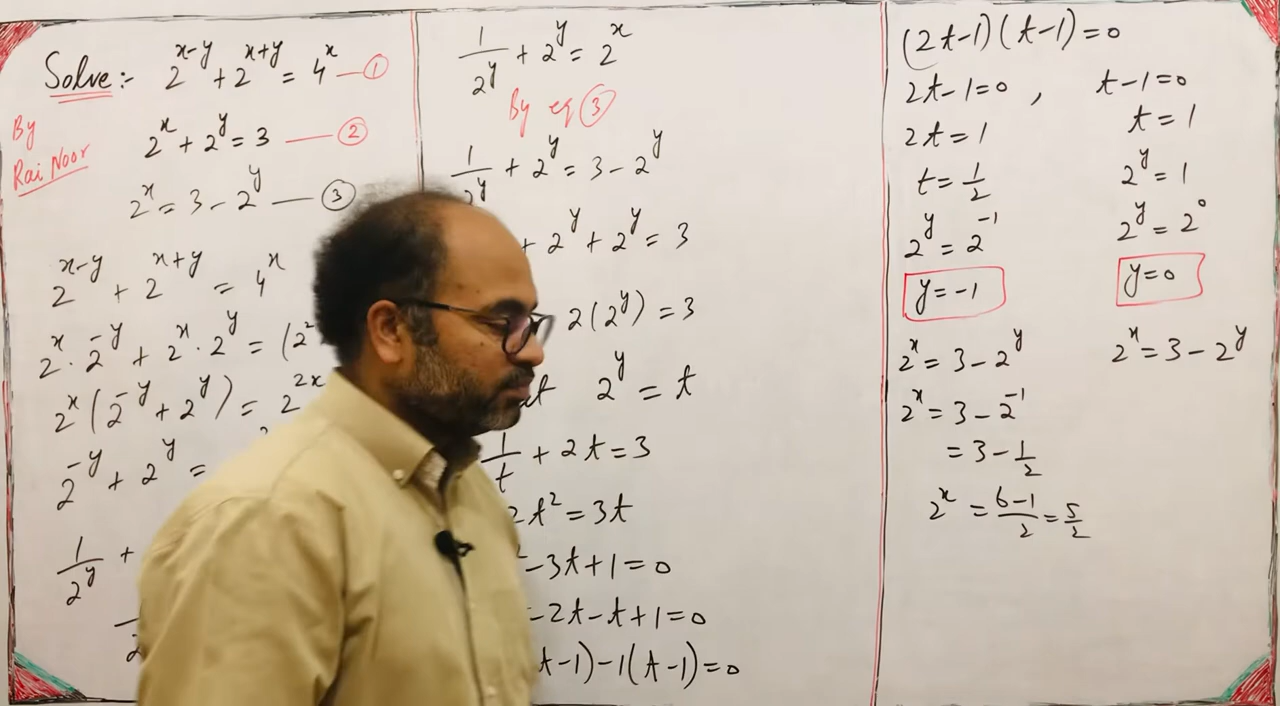 Solve:- 2^{x-y} + 2^{x+y} = 4^x —①
By
Rai Noor
2^x + 2^y = 3 —②
2^x = 3 - 2^y —③
2^{x-y} + 2^{x+y} = 4^x
2^x · 2^{-y} + 2^x · 2^y = (2^2
2^x (2^{-y} + 2^y) = 2^{2x}
2^{-y} + 2^y =
1/2^y +
1/2^y + 2^y = 2^x
By eq ③
1/2^y + 2^y = 3 - 2^y
+ 2^y + 2^y = 3
2(2^y) = 3
2^y = t
1/t + 2t = 3
2t^2 = 3t
-3t+1=0
-2t-t+1=0
t-1)-1(t-1)=0
(2t-1)(t-1)=0
2t-1=0 , t-1=0
2t=1 t=1
t=1/2 2^y=1
2^y=2^{-1} 2^y=2^0
y=-1 y=0
2^x=3-2^y 2^x=3-2^y
2^x=3-2^{-1}
=3-1/2
2^x=(6-1)/2=5/2